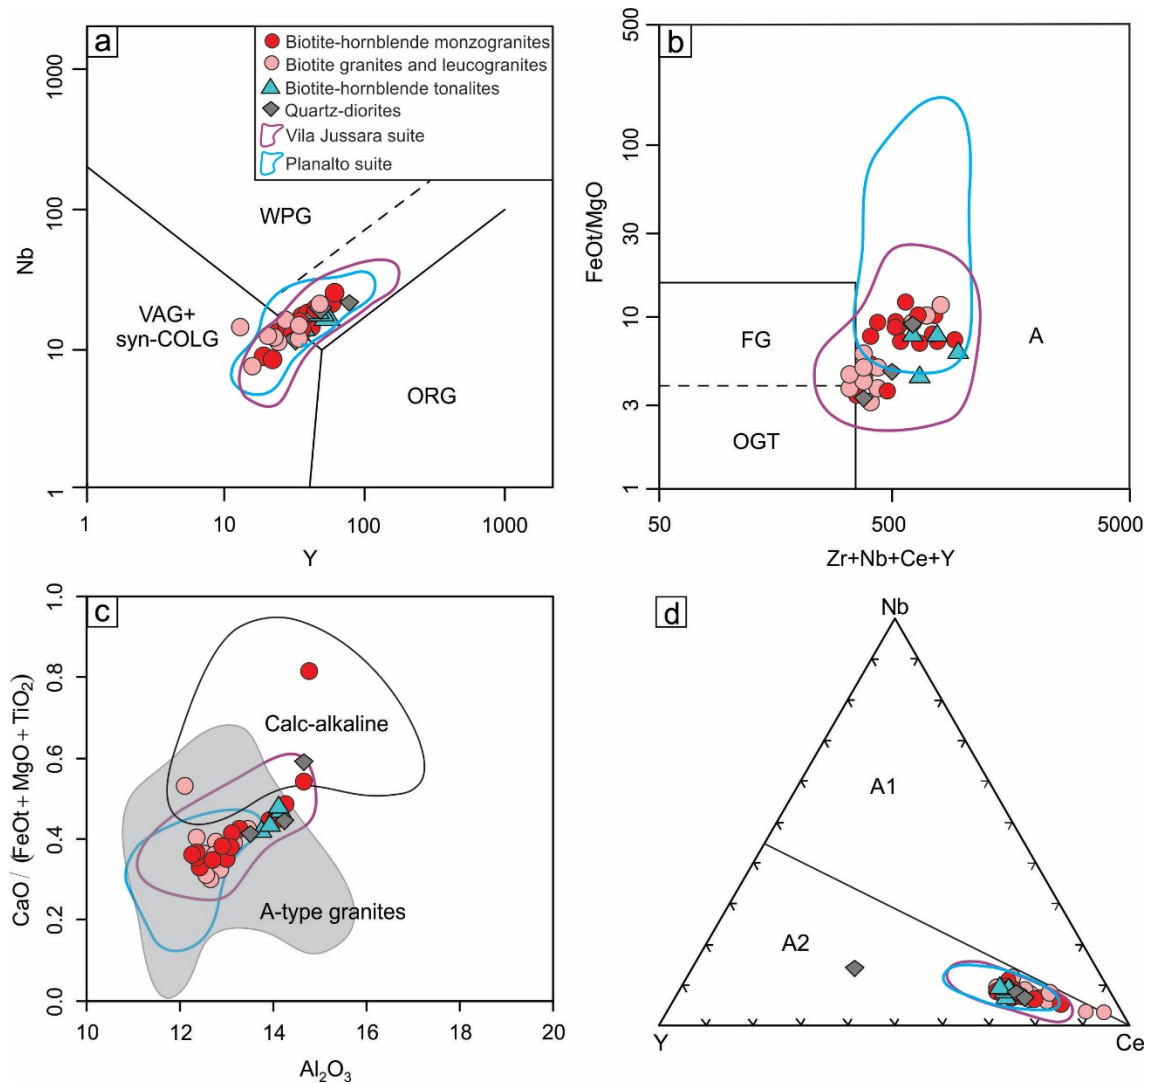 a
Biotite-hornblende monzogranites
Biotite granites and leucogranites
Biotite-hornblende tonalites
Quartz-diorites
Vila Jussara suite
Planalto suite
1000
100
10
1
Nb
WPG
VAG+
syn-COLG
ORG
1
10
100
1000
Y
b
500
100
30
10
3
1
FeOt/MgO
FG
OGT
A
50
500
5000
Zr+Nb+Ce+Y
c
1.0
0.8
0.6
0.4
0.2
0.0
CaO / (FeOt + MgO + TiO₂)
Calc-alkaline
A-type granites
10
12
14
16
18
20
Al₂O₃
d
Nb
A1
A2
Y
Ce